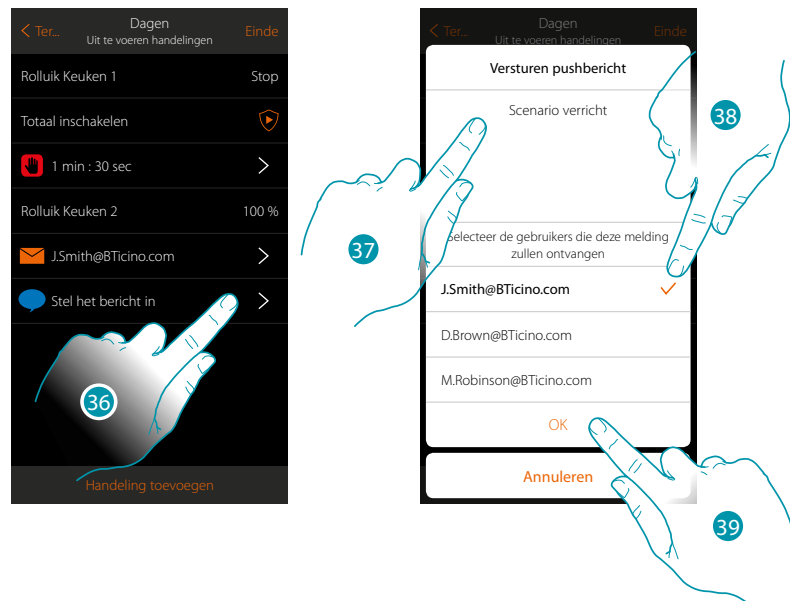 Ter...
Dagen
Einde
Uit te voeren handelingen
Rolluik Keuken 1
Stop
Totaal inschakelen
1 min : 30 sec
Rolluik Keuken 2
100 %
J.Smith@BTicino.com
Stel het bericht in
36
Handeling toevoegen
Ter...
Dagen
Einde
Uit te voeren handelingen
Versturen pushbericht
Scenario verricht
38
37
Selecteer de gebruikers die deze melding
zullen ontvangen
J.Smith@BTicino.com
D.Brown@BTicino.com
M.Robinson@BTicino.com
OK
Annuleren
39